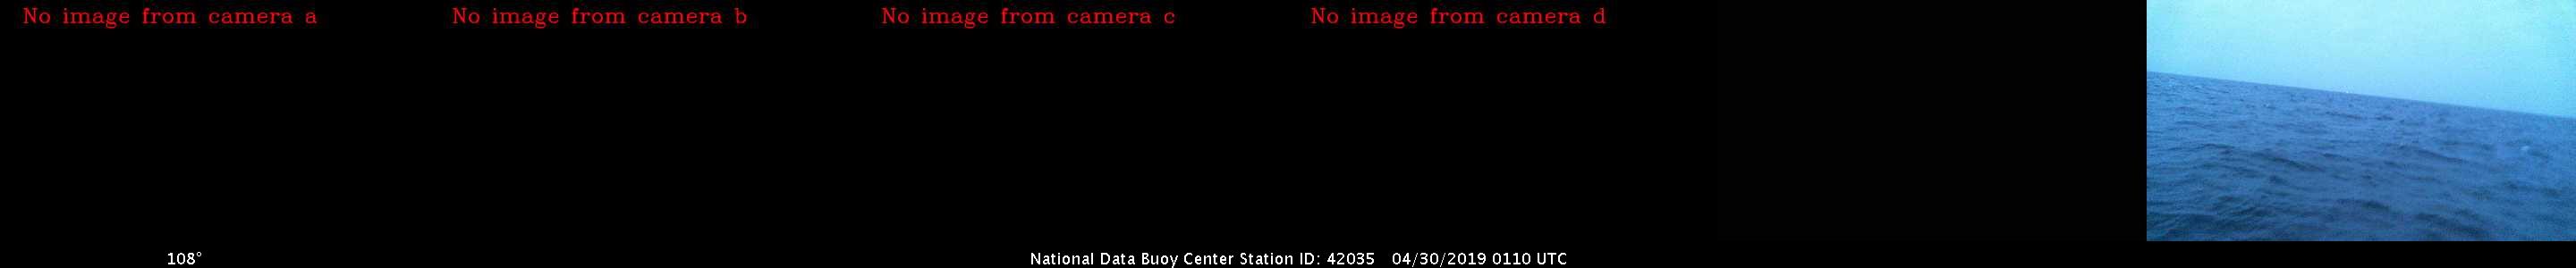 No image from camera a
No image from camera b
No image from camera c
No image from camera d
108°
National Data Buoy Center Station ID: 42035 04/30/2019 0110 UTC